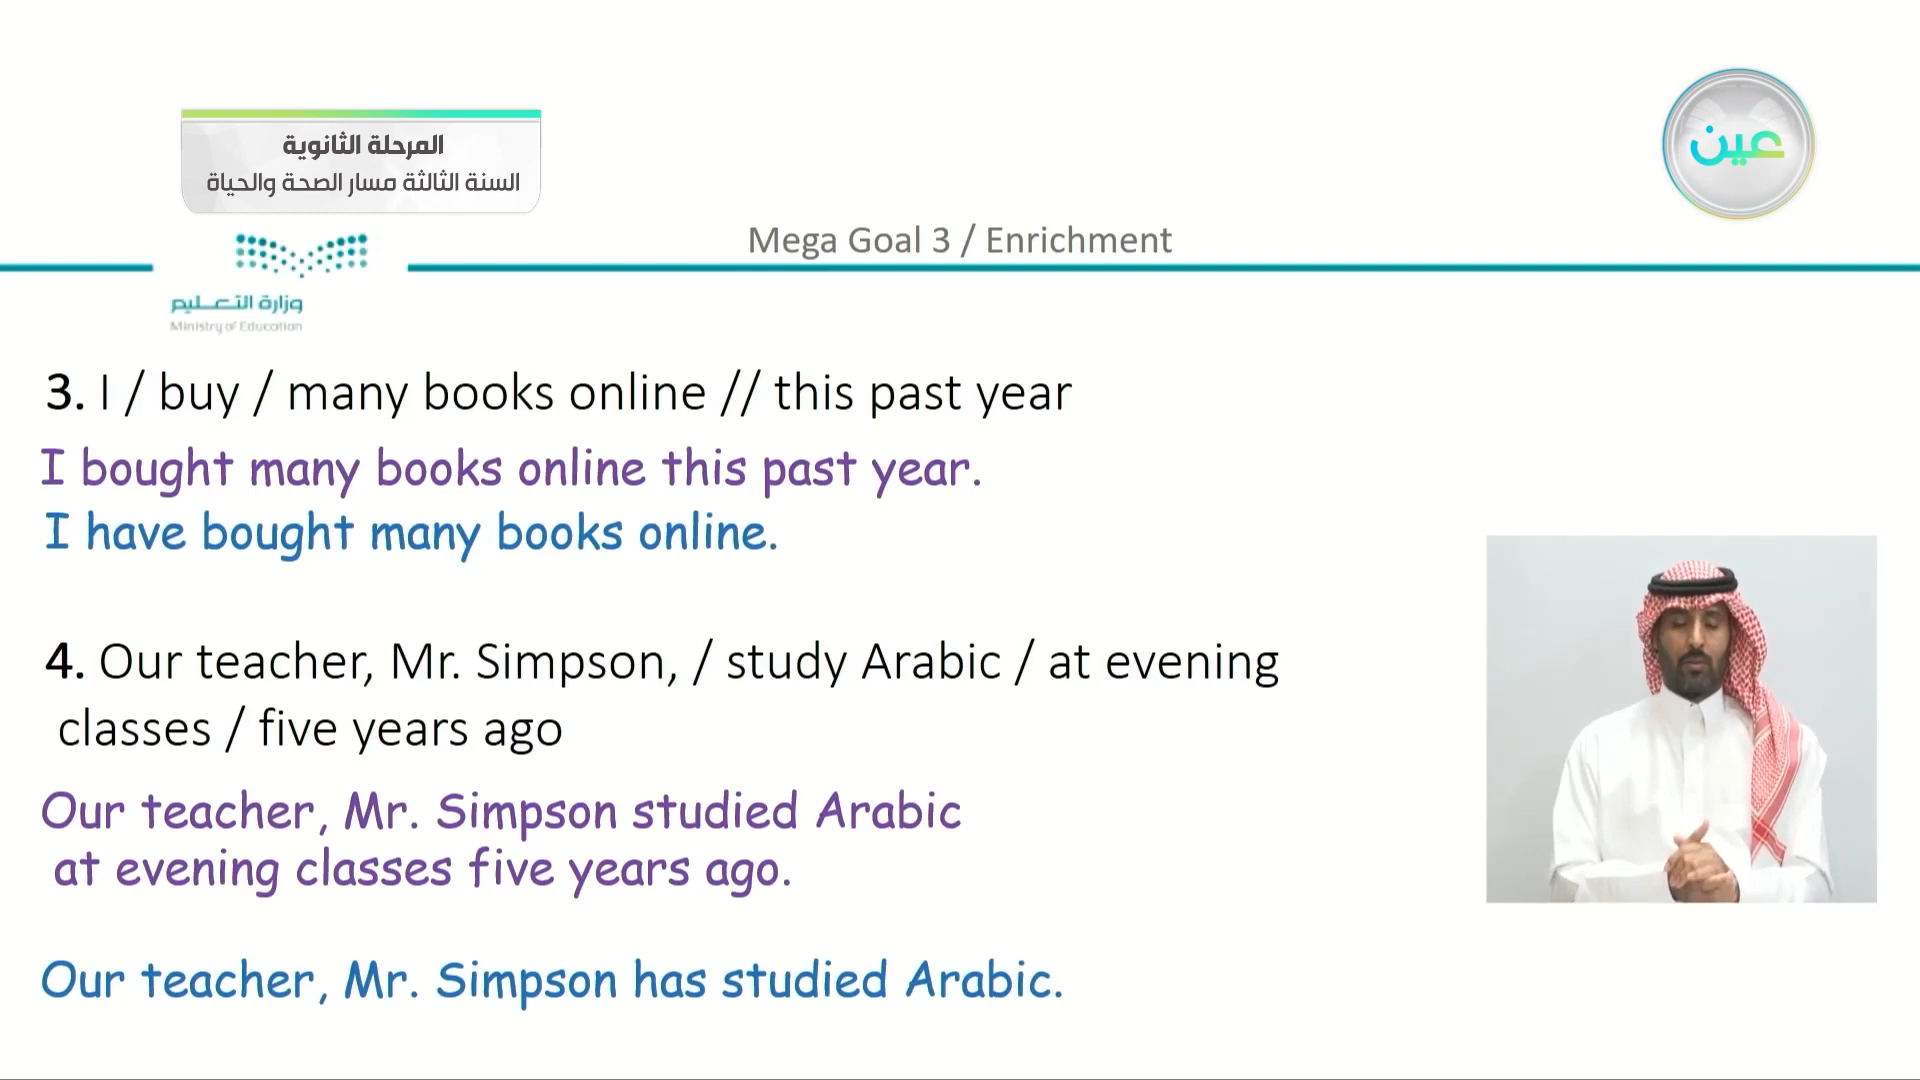 المرحلة الثانوية
السنة الثالثة مسار الصحة والحياة
عين
Mega Goal 3 / Enrichment
وزارة التعليم
Ministry of Education
3. I / buy / many books online // this past year
I bought many books online this past year.
I have bought many books online.
4. Our teacher, Mr. Simpson, / study Arabic / at evening
classes / five years ago
Our teacher, Mr. Simpson studied Arabic
at evening classes five years ago.
Our teacher, Mr. Simpson has studied Arabic.